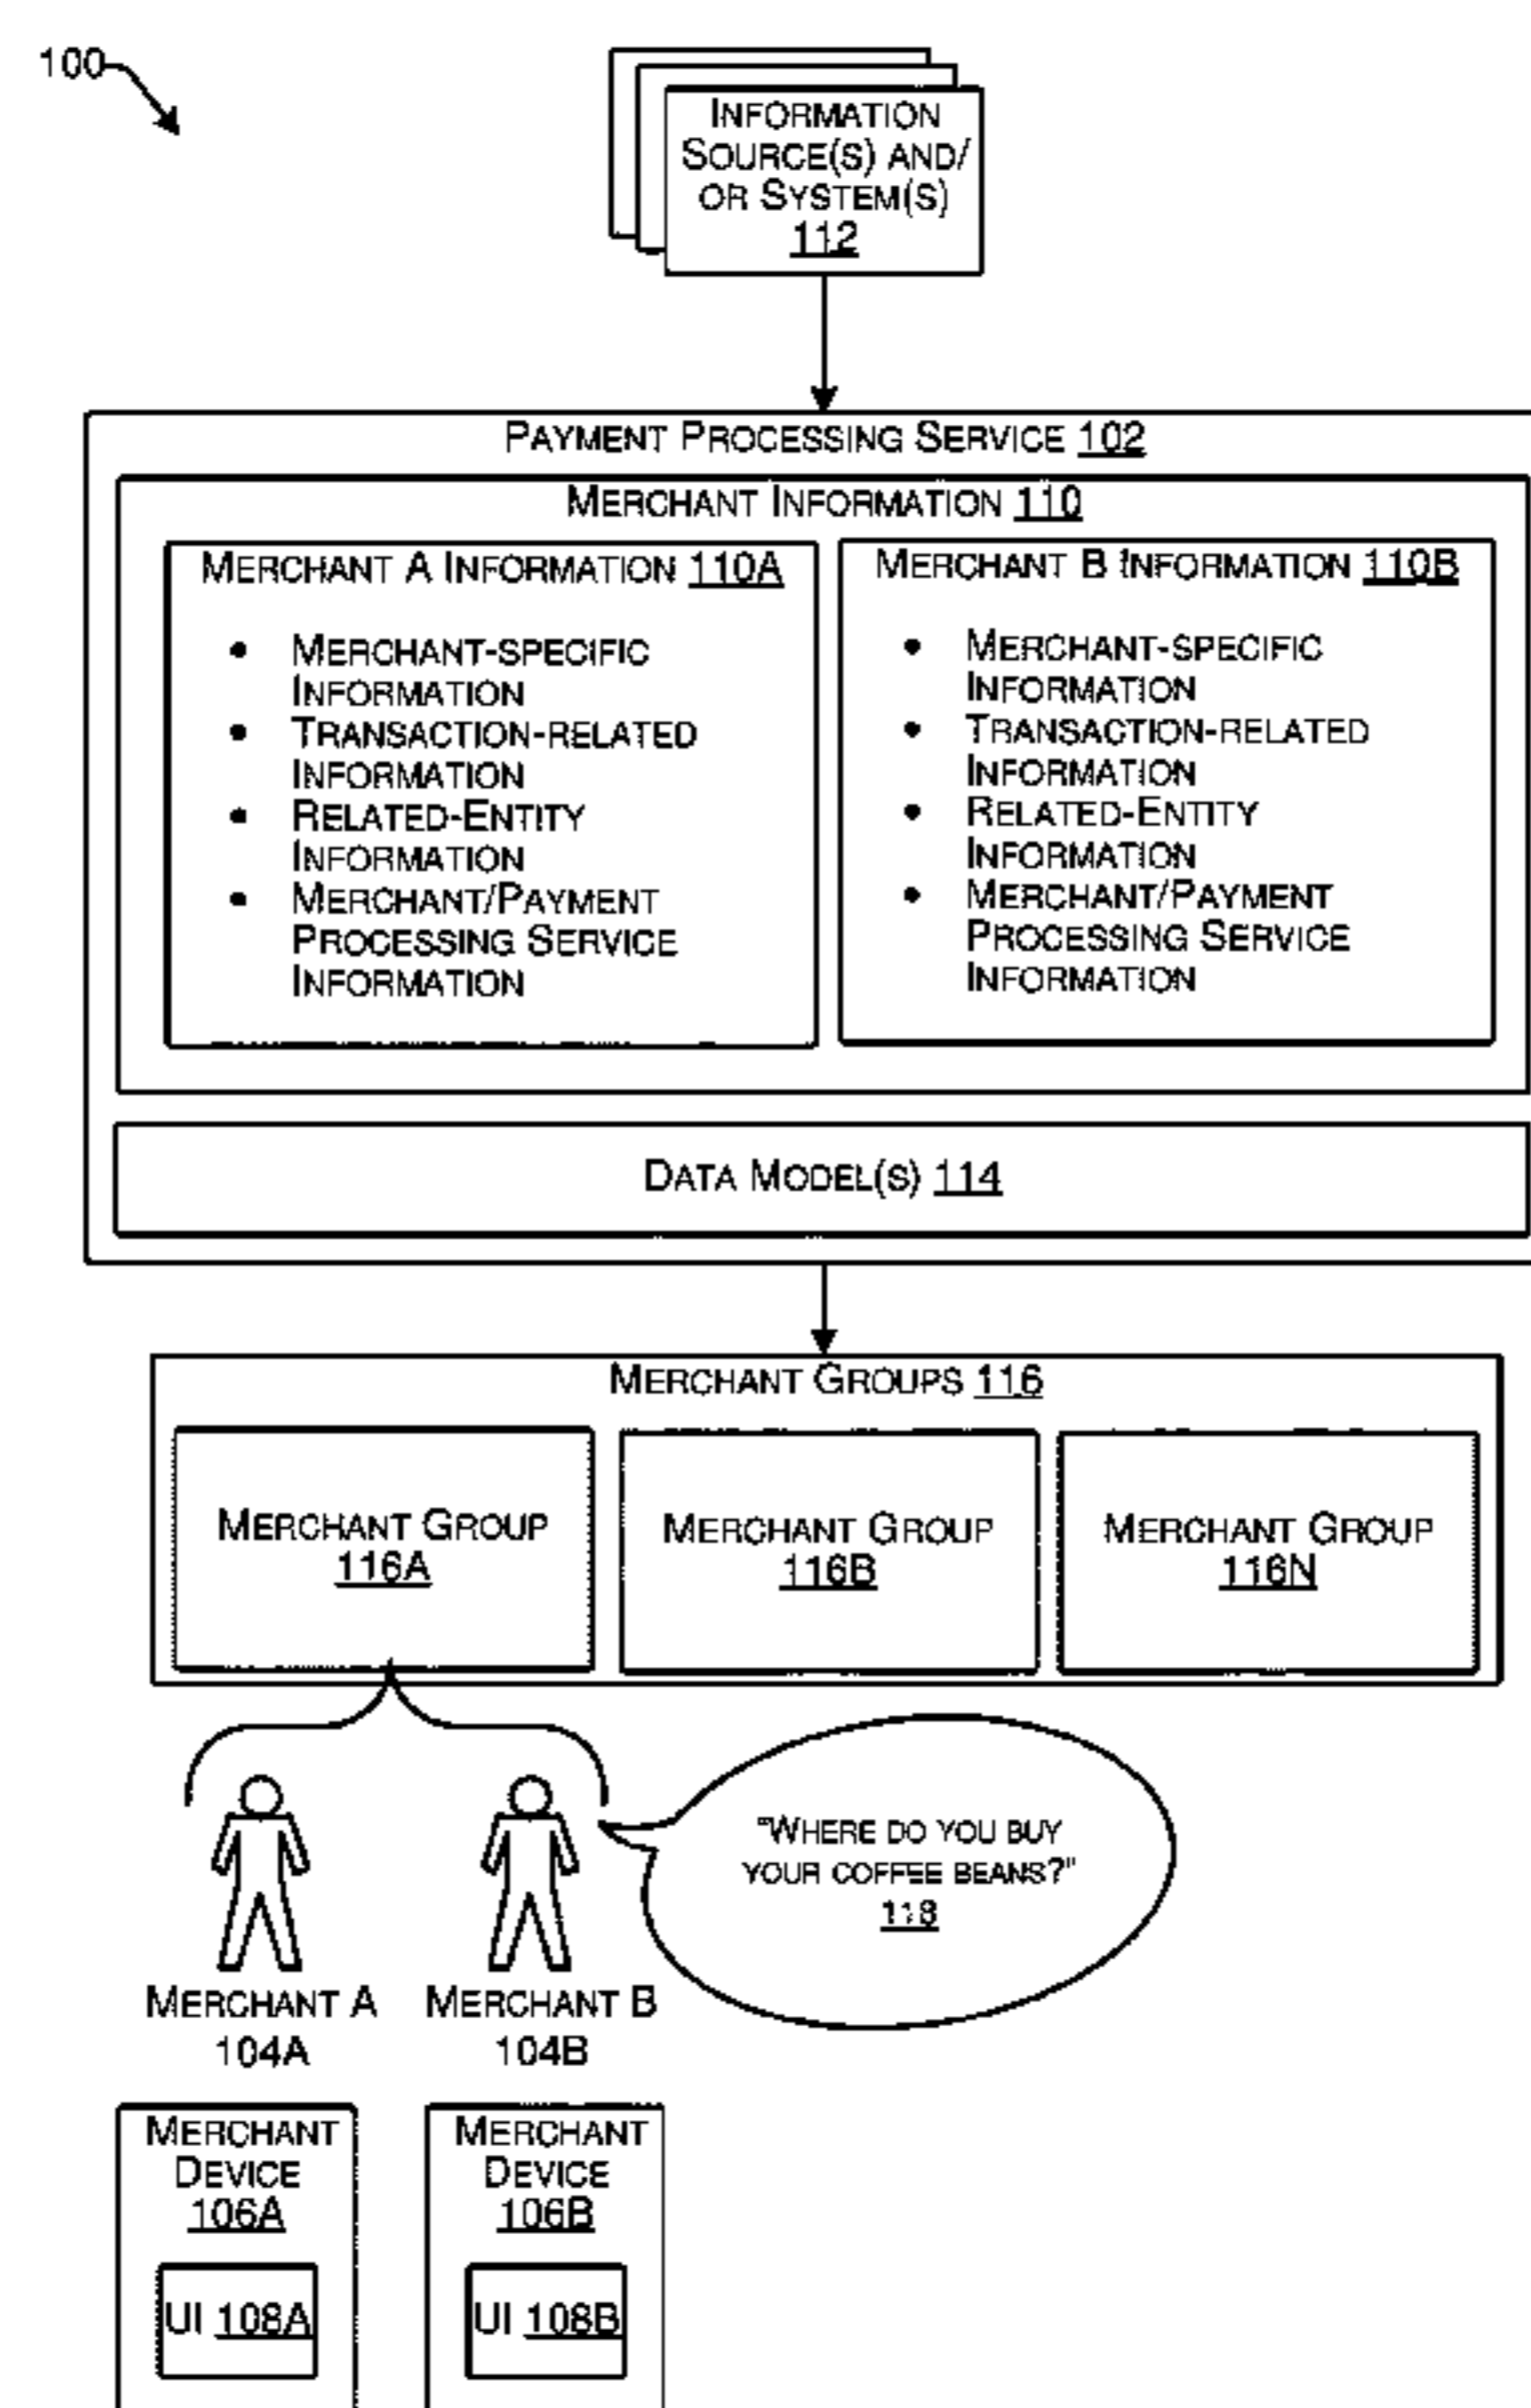 100
INFORMATION
SOURCE(S) AND/
OR SYSTEM(S)
112
PAYMENT PROCESSING SERVICE 102
MERCHANT INFORMATION 110
MERCHANT A INFORMATION 110A
• MERCHANT-SPECIFIC
INFORMATION
• TRANSACTION-RELATED
INFORMATION
• RELATED-ENTITY
INFORMATION
• MERCHANT/PAYMENT
PROCESSING SERVICE
INFORMATION
MERCHANT B INFORMATION 110B
• MERCHANT-SPECIFIC
INFORMATION
• TRANSACTION-RELATED
INFORMATION
• RELATED-ENTITY
INFORMATION
• MERCHANT/PAYMENT
PROCESSING SERVICE
INFORMATION
DATA MODEL(S) 114
MERCHANT GROUPS 116
MERCHANT GROUP
116A
MERCHANT GROUP
116B
MERCHANT GROUP
116N
"WHERE DO YOU BUY
YOUR COFFEE BEANS?"
118
MERCHANT A
104A
MERCHANT B
104B
MERCHANT
DEVICE
106A
UI 108A
MERCHANT
DEVICE
106B
UI 108B